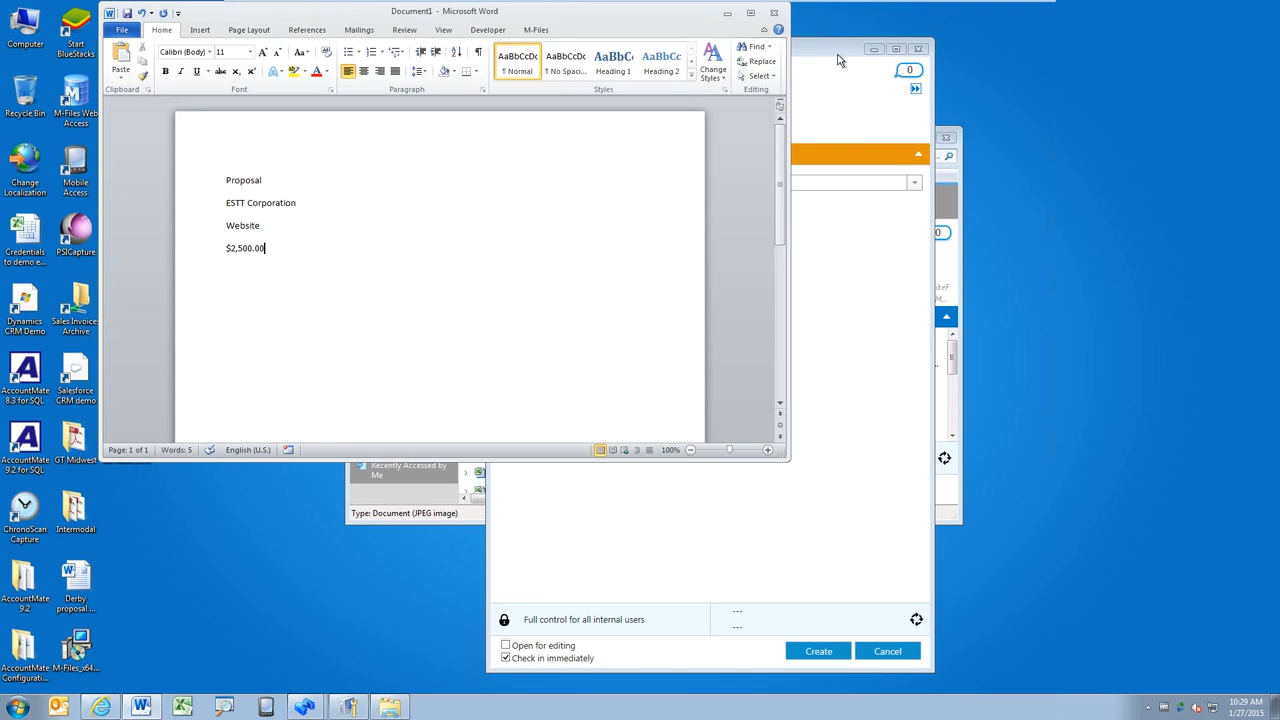 Document1 - Microsoft Word
File Home Insert Page Layout References Mailings Review View Developer M-Files
Paste
Clipboard
Calibri (Body) 11
B I U
Font
Paragraph
AaBbCcDc AaBbCcDc AaBbC AaBbCc
¶ Normal ¶ No Spaci... Heading 1 Heading 2
Change Styles
Styles
Find
Replace
Select
Editing
Proposal
ESTT Corporation
Website
$2,500.00
Page: 1 of 1 Words: 5 English (U.S.) 100%
0
0
Recently Accessed by Me
Type: Document (JPEG image)
Full control for all internal users
---
---
Open for editing
Check in immediately
Create Cancel
Computer
Start BlueStacks
Recycle Bin
M-Files Web Access
Change Localization
Mobile Access
Credentials to demo e...
PSICapture
Dynamics CRM Demo
Sales Invoices Archive
AccountMate 8.3 for SQL
Salesforce CRM demo
AccountMate 9.2 for SQL
GT Midwest
ChronoScan Capture
Intermodal
AccountMate 9.2
Derby proposal ...
AccountMate Configurati...
M-Files_x64...
10:29 AM
1/27/2015